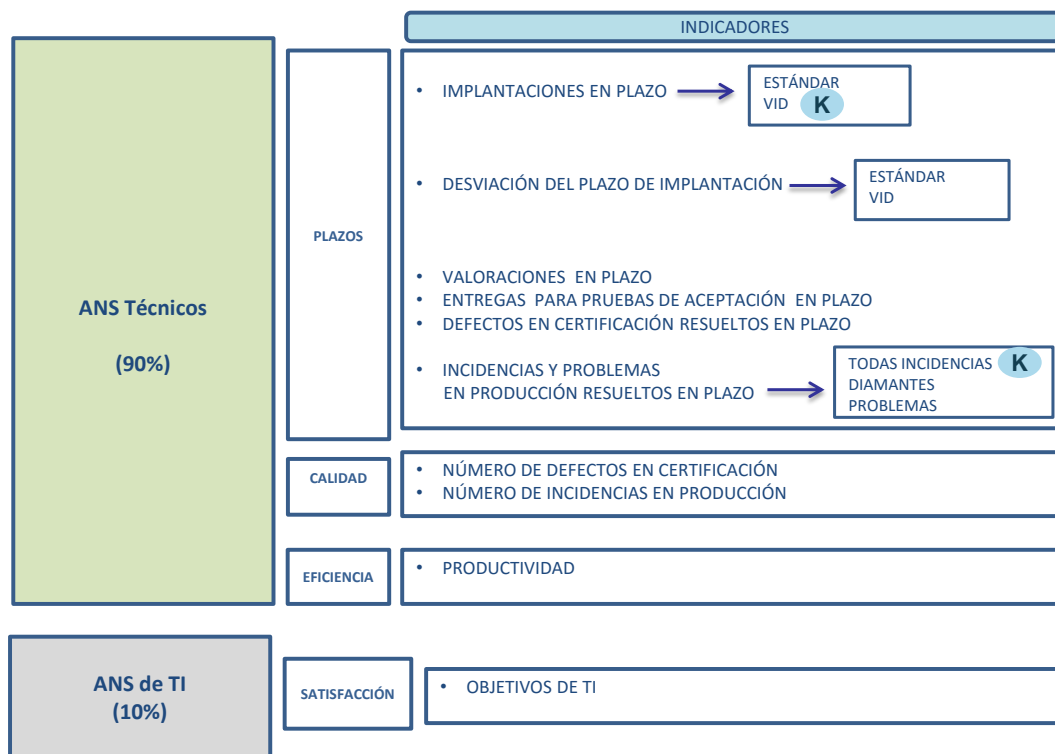 INDICADORES
ANS Técnicos
(90%)
PLAZOS
• IMPLANTACIONES EN PLAZO
ESTÁNDAR
VID K
• DESVIACIÓN DEL PLAZO DE IMPLANTACIÓN
ESTÁNDAR
VID
• VALORACIONES EN PLAZO
• ENTREGAS PARA PRUEBAS DE ACEPTACIÓN EN PLAZO
• DEFECTOS EN CERTIFICACIÓN RESUELTOS EN PLAZO
• INCIDENCIAS Y PROBLEMAS
EN PRODUCCIÓN RESUELTOS EN PLAZO
TODAS INCIDENCIAS K
DIAMANTES
PROBLEMAS
CALIDAD
• NÚMERO DE DEFECTOS EN CERTIFICACIÓN
• NÚMERO DE INCIDENCIAS EN PRODUCCIÓN
EFICIENCIA
• PRODUCTIVIDAD
ANS de TI
(10%)
SATISFACCIÓN
• OBJETIVOS DE TI